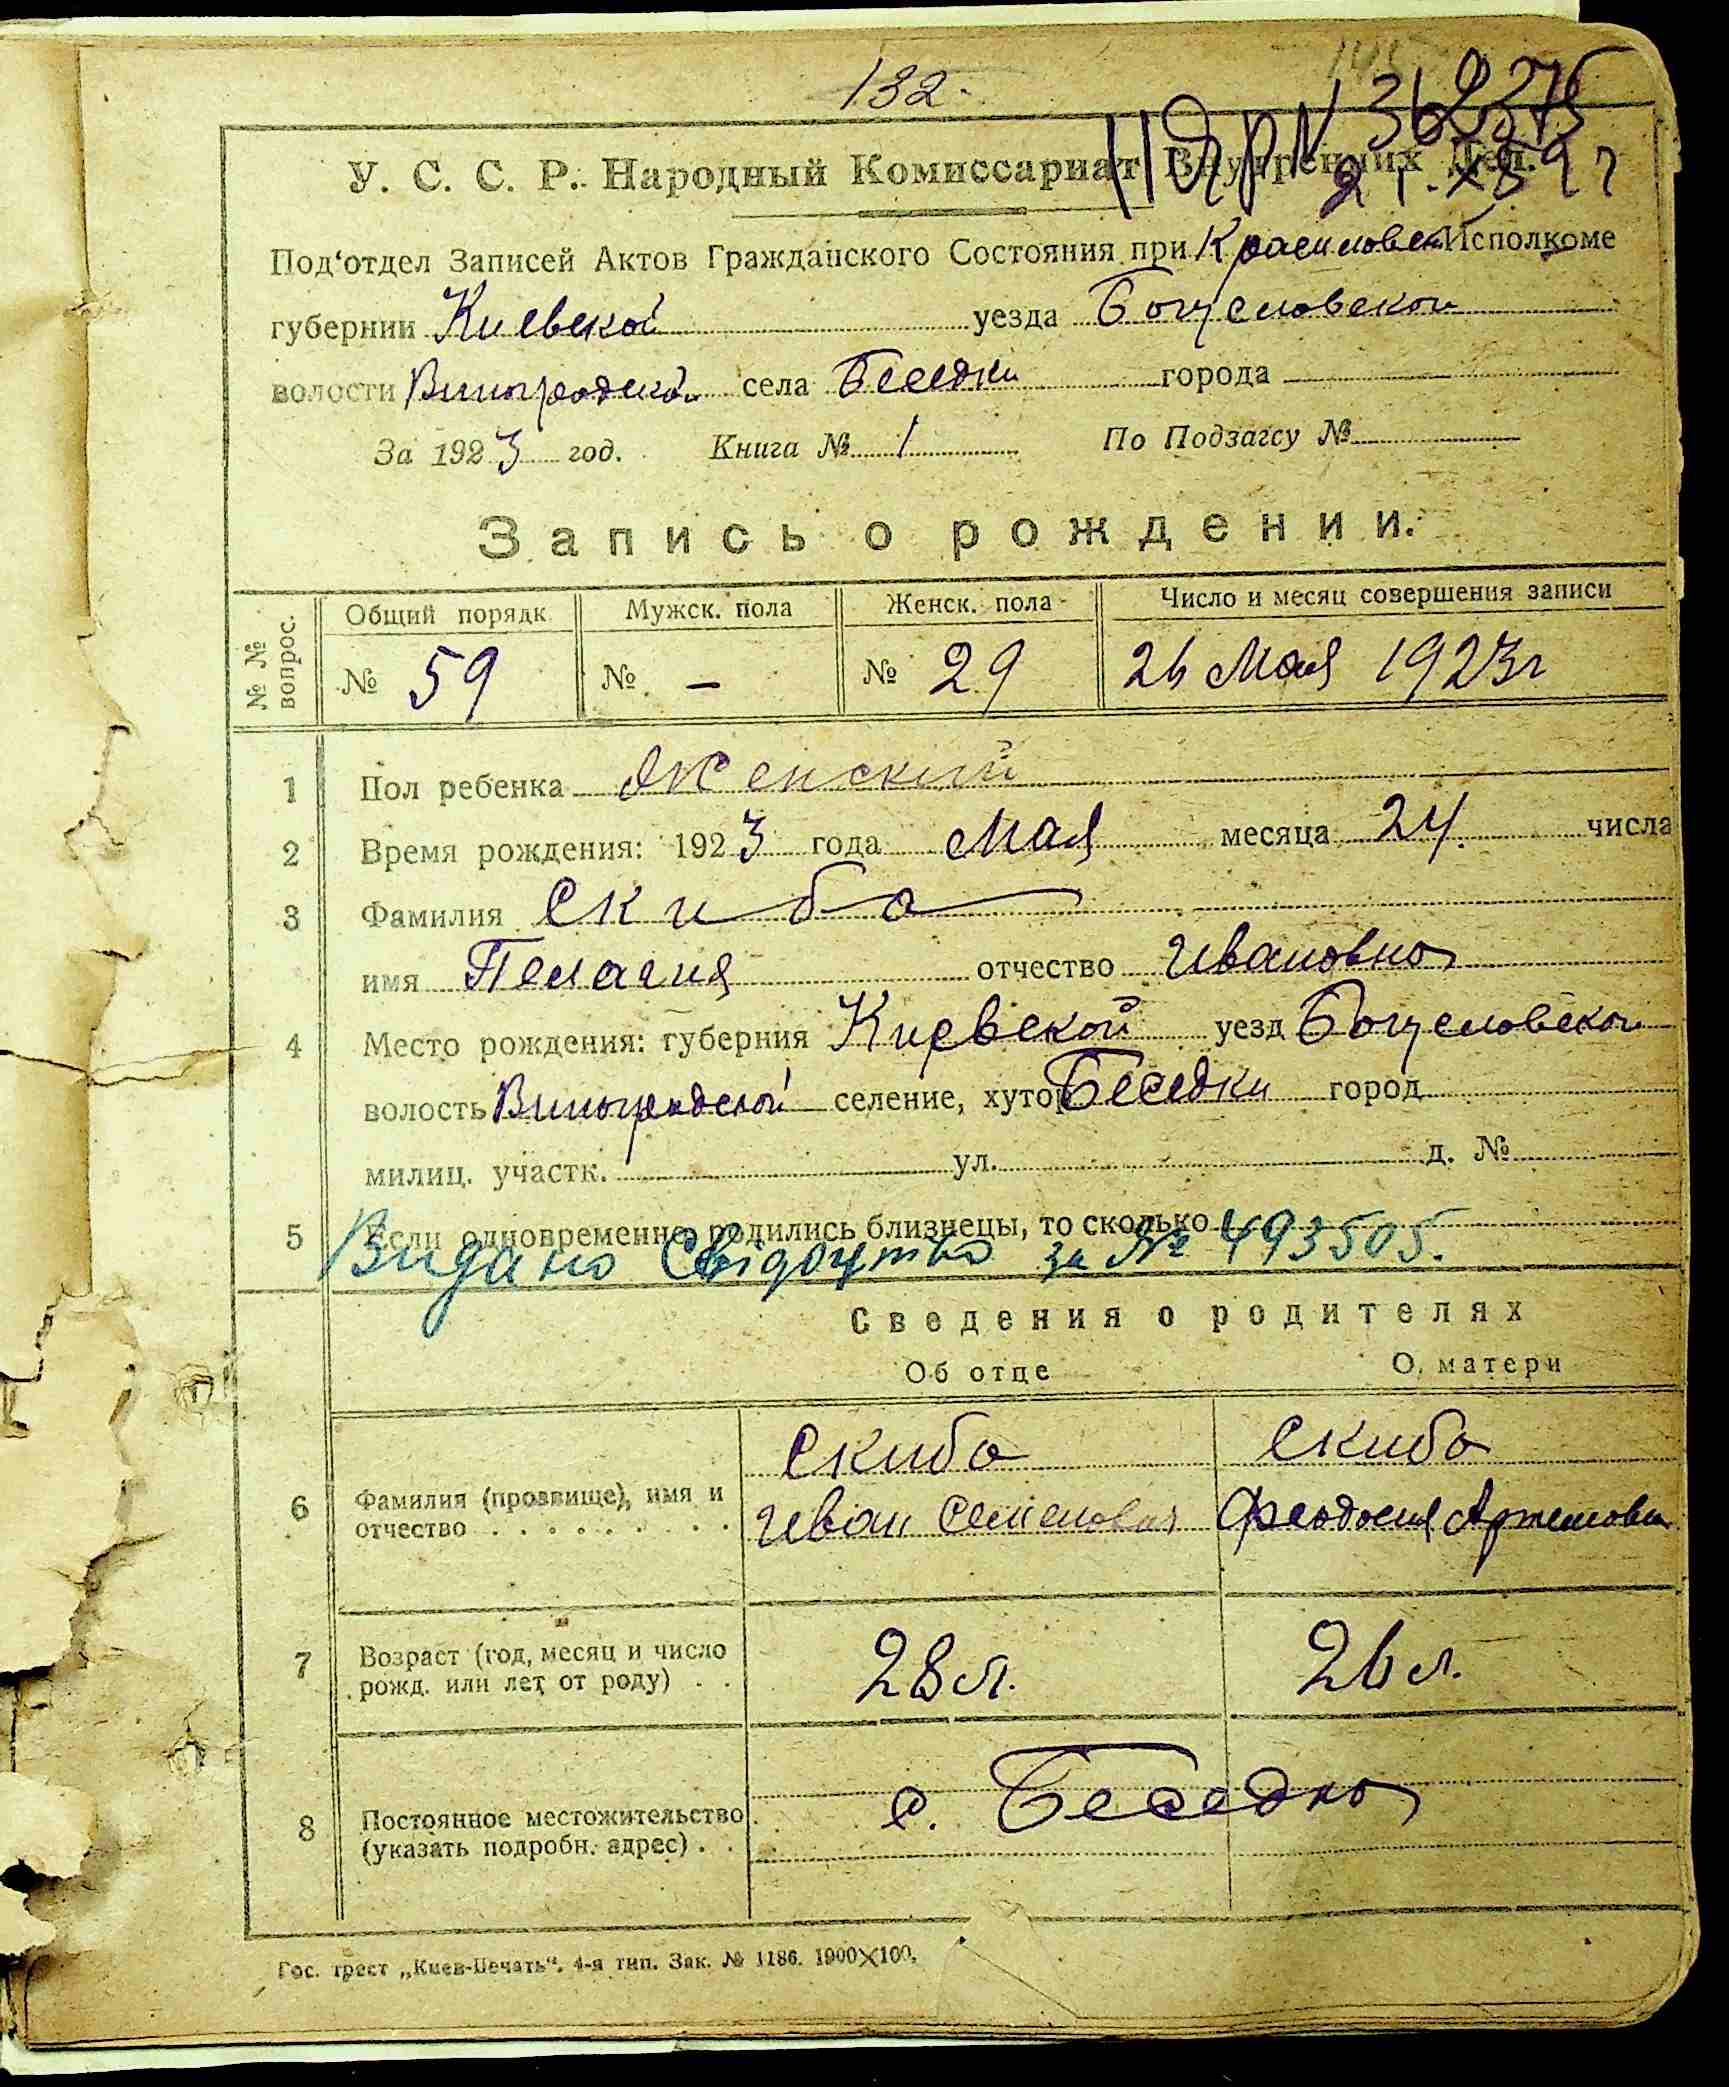 132.
У. С. С. Р. Народный Комиссариат Внутренних Дел.
Под'отдел Записей Актов Гражданского Состояния при Исполкоме
губернии Киевской уезда Богуславской
волости Виноградской села Беседки города
За 1923 год. Книга № 1 По Подзагсу №
Запись о рождении.
№ № вопрос. Общий порядк. Мужск. пола Женск. пола Число и месяц совершения записи
№ 59 № – № 29 26 Мая 1923г
1 Пол ребенка Женский
2 Время рождения: 1923 года Мая месяца 24 числа
3 Фамилия Скиба
имя Пелагия отчество Ивановна
4 Место рождения: губерния Киевской уезд Богуславской
волость Виноградской селение, хутор Беседки город
милиц. участк. ул. д. №
5 Если одновременно родились близнецы, то сколько
Видано Свідоцтво за № 493505.
Сведения о родителях
Об отце О матери
Скиба Скиба
6 Фамилия (прозвище), имя и отчество Иван Семенович Феодосия Артемовна
7 Возраст (год, месяц и число рожд. или лет от роду) 28 л. 26 л.
8 Постоянное местожительство (указать подробн. адрес) с. Беседка
Гос. трест „Киев-Печать“. 4-я тип. Зак. № 1186. 1900×100.